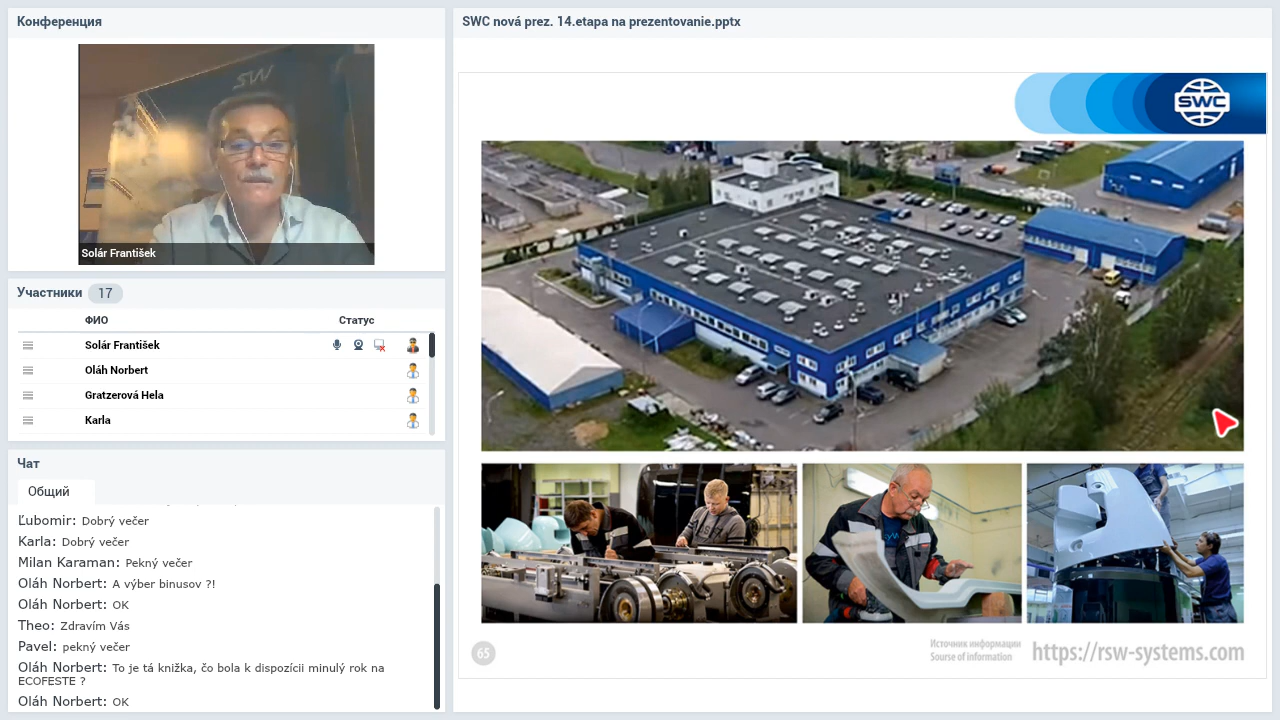 Конференция
SW
Solár František
Участники 17
ФИО Статус
Solár František
Oláh Norbert
Gratzerová Hela
Karla
Чат
Общий
Ľubomir: Dobrý večer
Karla: Dobrý večer
Milan Karaman: Pekný večer
Oláh Norbert: A výber binusov ?!
Oláh Norbert: OK
Theo: Zdravím Vás
Pavel: pekný večer
Oláh Norbert: To je tá knižka, čo bola k dispozícii minulý rok na
ECOFESTE ?
Oláh Norbert: OK
SWC nová prez. 14.etapa na prezentovanie.pptx
SWC
65
Источник информации
Sourse of information
https://rsw-systems.com